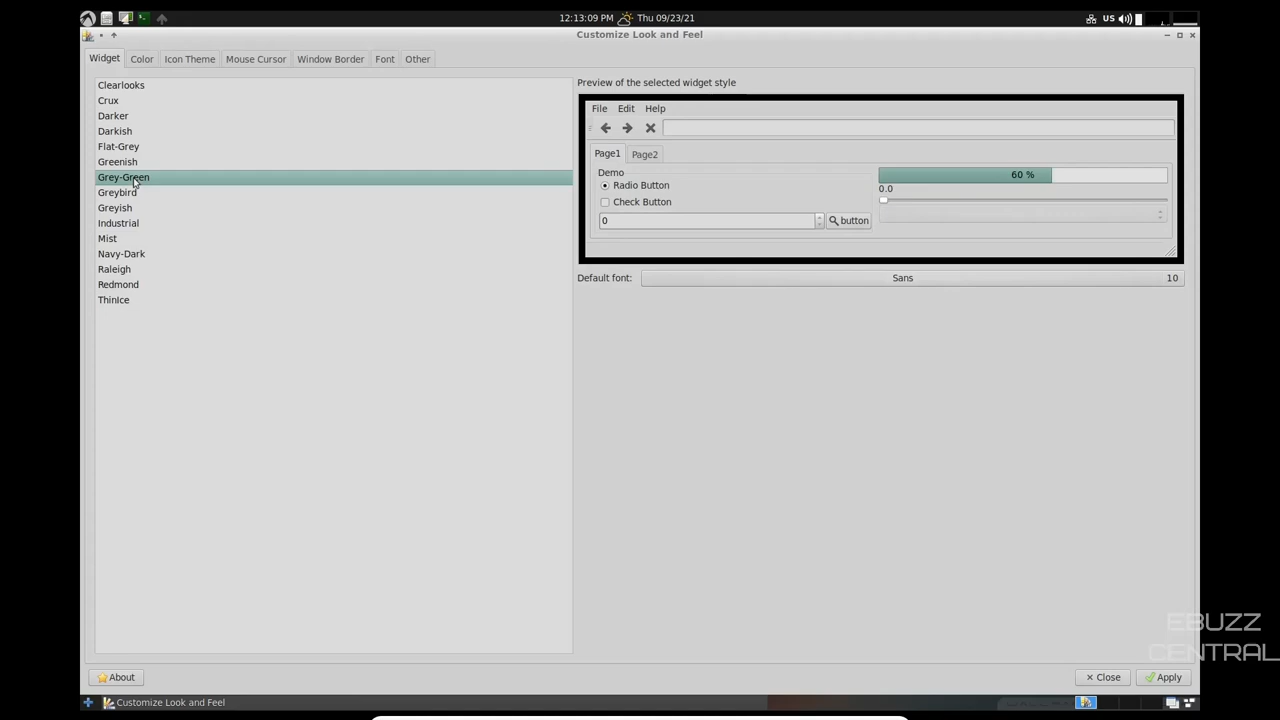 12:13:09 PM Thu 09/23/21 US
Customize Look and Feel
Widget Color Icon Theme Mouse Cursor Window Border Font Other
Clearlooks
Crux
Darker
Darkish
Flat-Grey
Greenish
Grey-Green
Greybird
Greyish
Industrial
Mist
Navy-Dark
Raleigh
Redmond
ThinIce
Preview of the selected widget style
File Edit Help
Page1 Page2
Demo
Radio Button
Check Button
0 button
60 %
0.0
Default font: Sans 10
EBUZZ
CENTRAL
About Close Apply
Customize Look and Feel